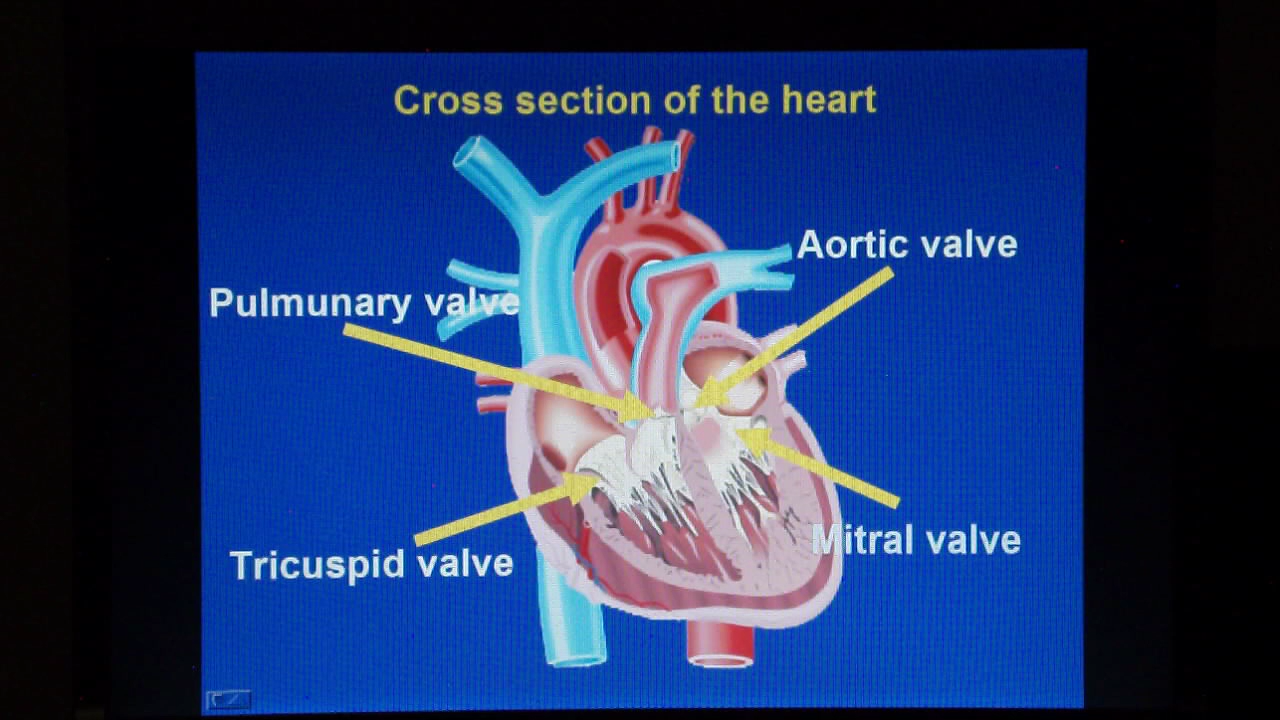 Cross section of the heart
Aortic valve
Pulmunary valve
Mitral valve
Tricuspid valve